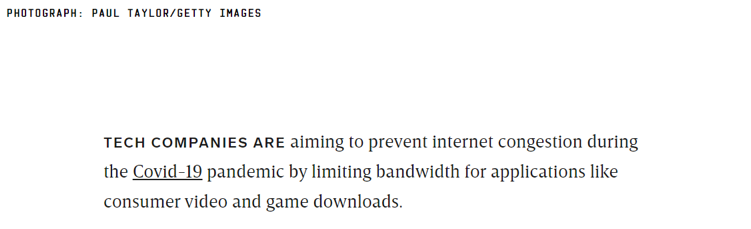 PHOTOGRAPH: PAUL TAYLOR/GETTY IMAGES
TECH COMPANIES ARE aiming to prevent internet congestion during
the Covid-19 pandemic by limiting bandwidth for applications like
consumer video and game downloads.